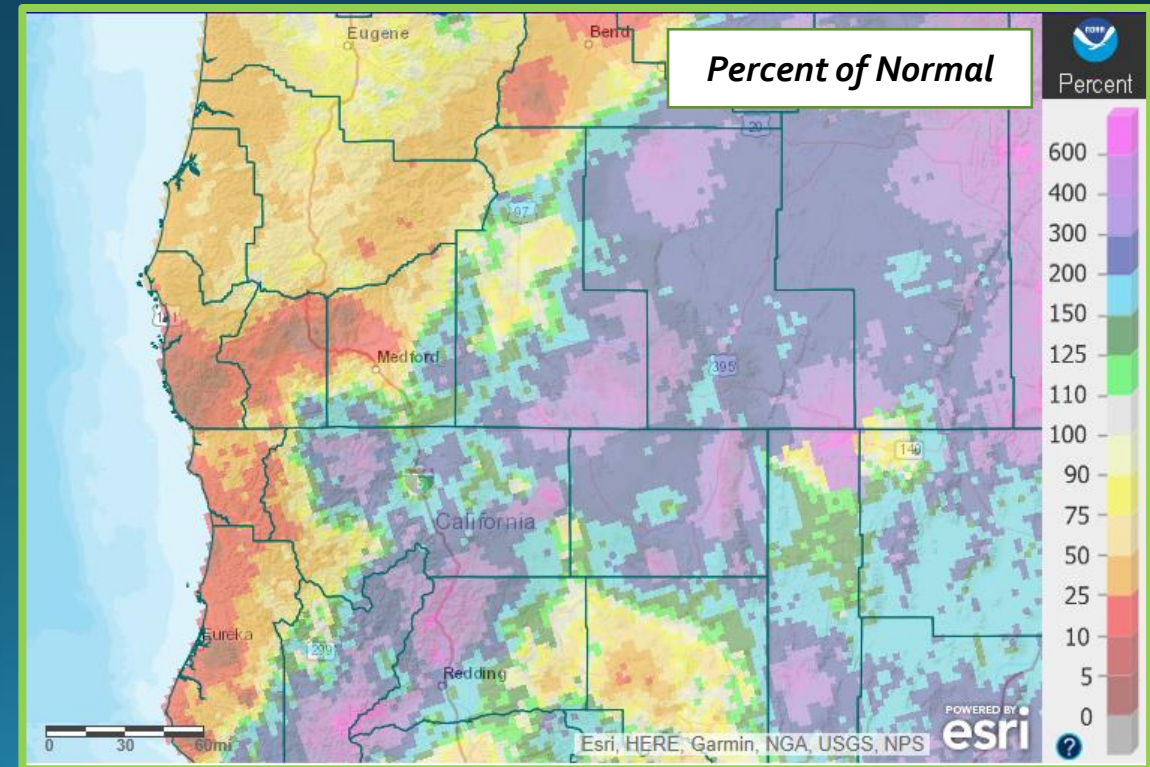 Percent of Normal
NOAA
Percent
600
400
300
200
150
125
110
100
90
75
50
25
10
5
0
Eugene
Bend
20
97
Medford
395
140
California
Eureka
299
Redding
0 30 60mi
Esri, HERE, Garmin, NGA, USGS, NPS
POWERED BY
esri
?